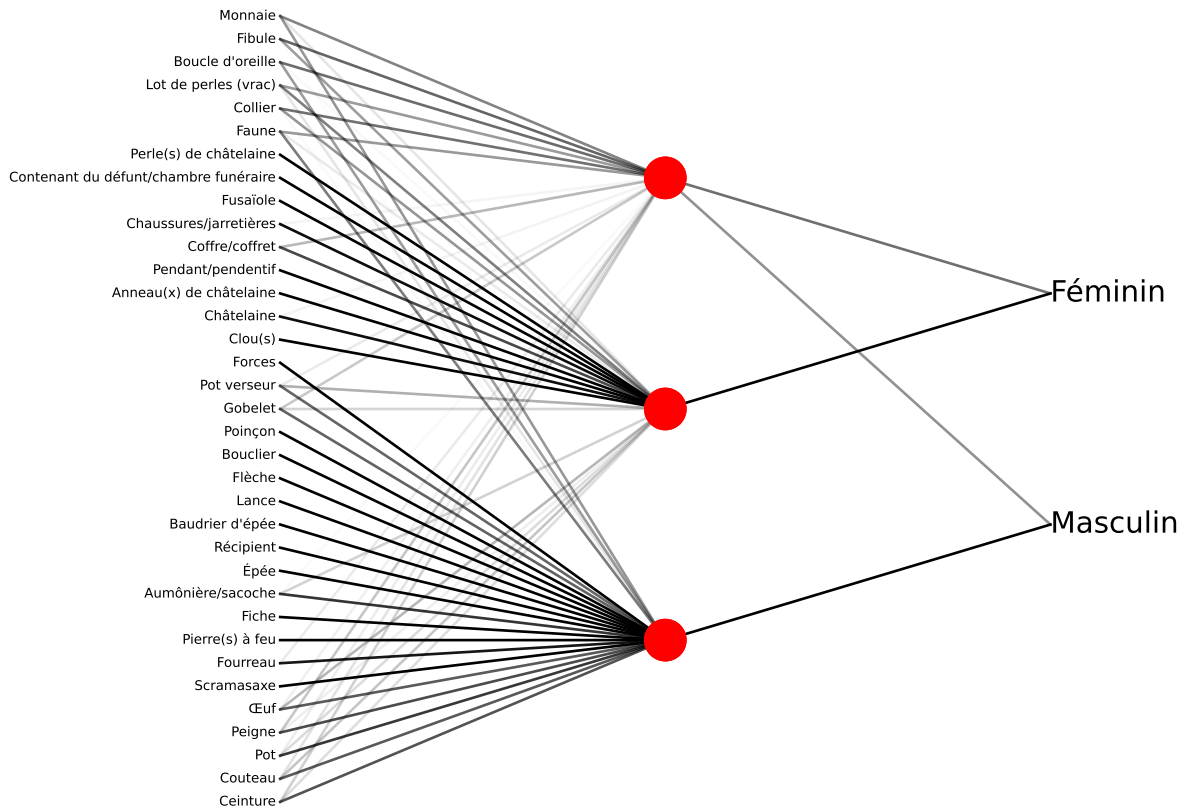 Monnaie
Fibule
Boucle d'oreille
Lot de perles (vrac)
Collier
Faune
Perle(s) de châtelaine
Contenant du défunt/chambre funéraire
Fusaïole
Chaussures/jarretières
Coffre/coffret
Pendant/pendentif
Anneau(x) de châtelaine
Châtelaine
Clou(s)
Forces
Pot verseur
Gobelet
Poinçon
Bouclier
Flèche
Lance
Baudrier d'épée
Récipient
Épée
Aumônière/sacoche
Fiche
Pierre(s) à feu
Fourreau
Scramasaxe
Œuf
Peigne
Pot
Couteau
Ceinture
Féminin
Masculin